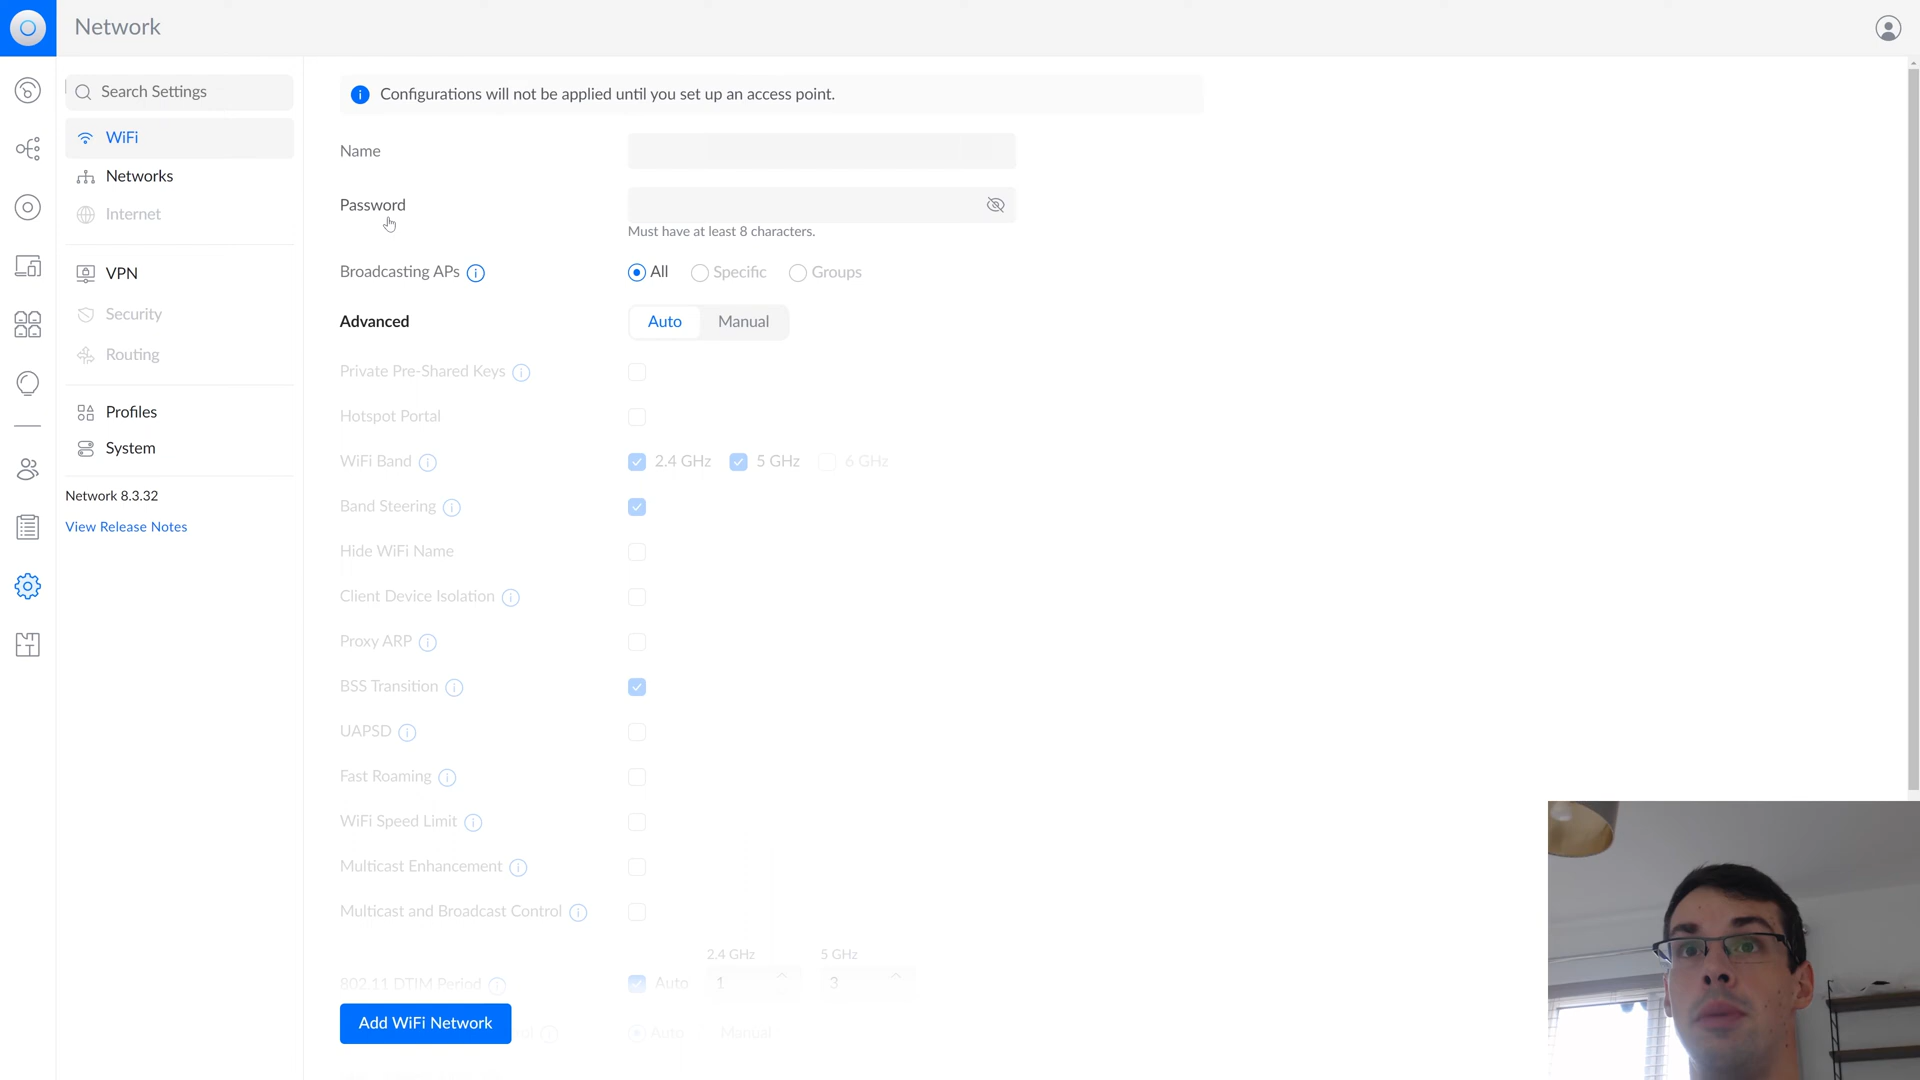 Network
Search Settings
WiFi
Networks
Internet
VPN
Security
Routing
Profiles
System
Network 8.3.32
View Release Notes
Configurations will not be applied until you set up an access point.
Name
Password
Must have at least 8 characters.
Broadcasting APs
All Specific Groups
Advanced Auto Manual
Private Pre-Shared Keys
Hotspot Portal
WiFi Band 2.4 GHz 5 GHz 6 GHz
Band Steering
Hide WiFi Name
Client Device Isolation
Proxy ARP
BSS Transition
UAPSD
Fast Roaming
WiFi Speed Limit
Multicast Enhancement
Multicast and Broadcast Control
2.4 GHz 5 GHz
802.11 DTIM Period Auto 1 3
Add WiFi Network
Auto Manual